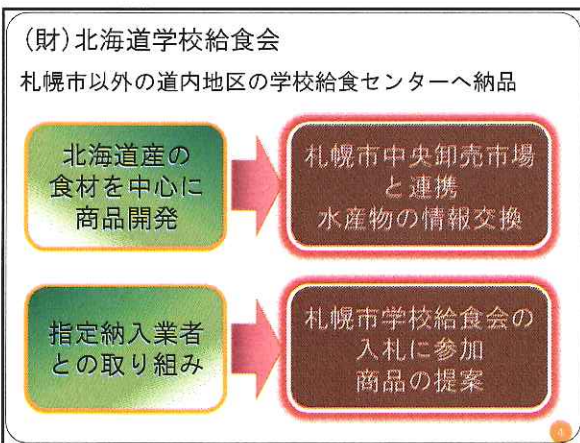 (財)北海道学校給食会
札幌市以外の道内地区の学校給食センターへ納品
北海道産の
食材を中心に
商品開発
札幌市中央卸売市場
と連携
水産物の情報交換
指定納入業者
との取り組み
札幌市学校給食会の
入札に参加
商品の提案
4